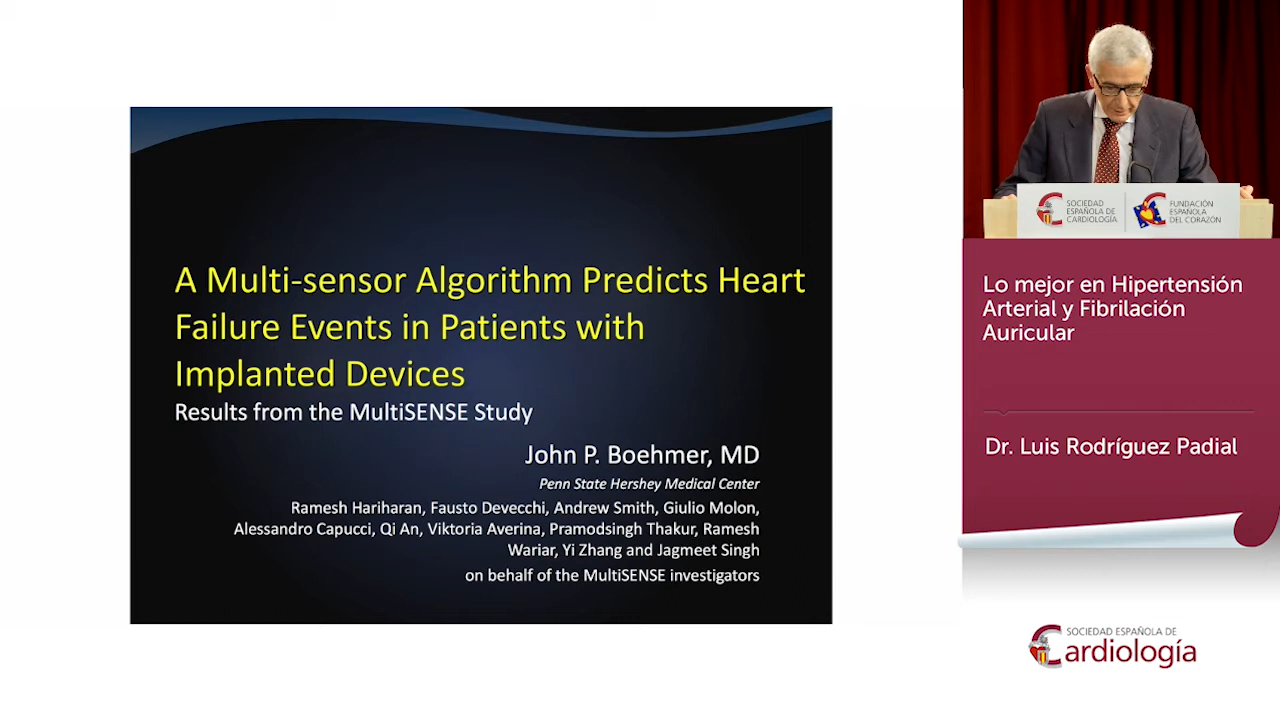 A Multi-sensor Algorithm Predicts Heart
Failure Events in Patients with
Implanted Devices
Results from the MultiSENSE Study
John P. Boehmer, MD
Penn State Hershey Medical Center
Ramesh Hariharan, Fausto Devecchi, Andrew Smith, Giulio Molon,
Alessandro Capucci, Qi An, Viktoria Averina, Pramodsingh Thakur, Ramesh
Wariar, Yi Zhang and Jagmeet Singh
on behalf of the MultiSENSE investigators
SOCIEDAD
ESPAÑOLA DE
CARDIOLOGÍA
FUNDACIÓN
ESPAÑOLA
DEL CORAZÓN
Lo mejor en Hipertensión
Arterial y Fibrilación
Auricular
Dr. Luis Rodríguez Padial
SOCIEDAD ESPAÑOLA DE
Cardiología